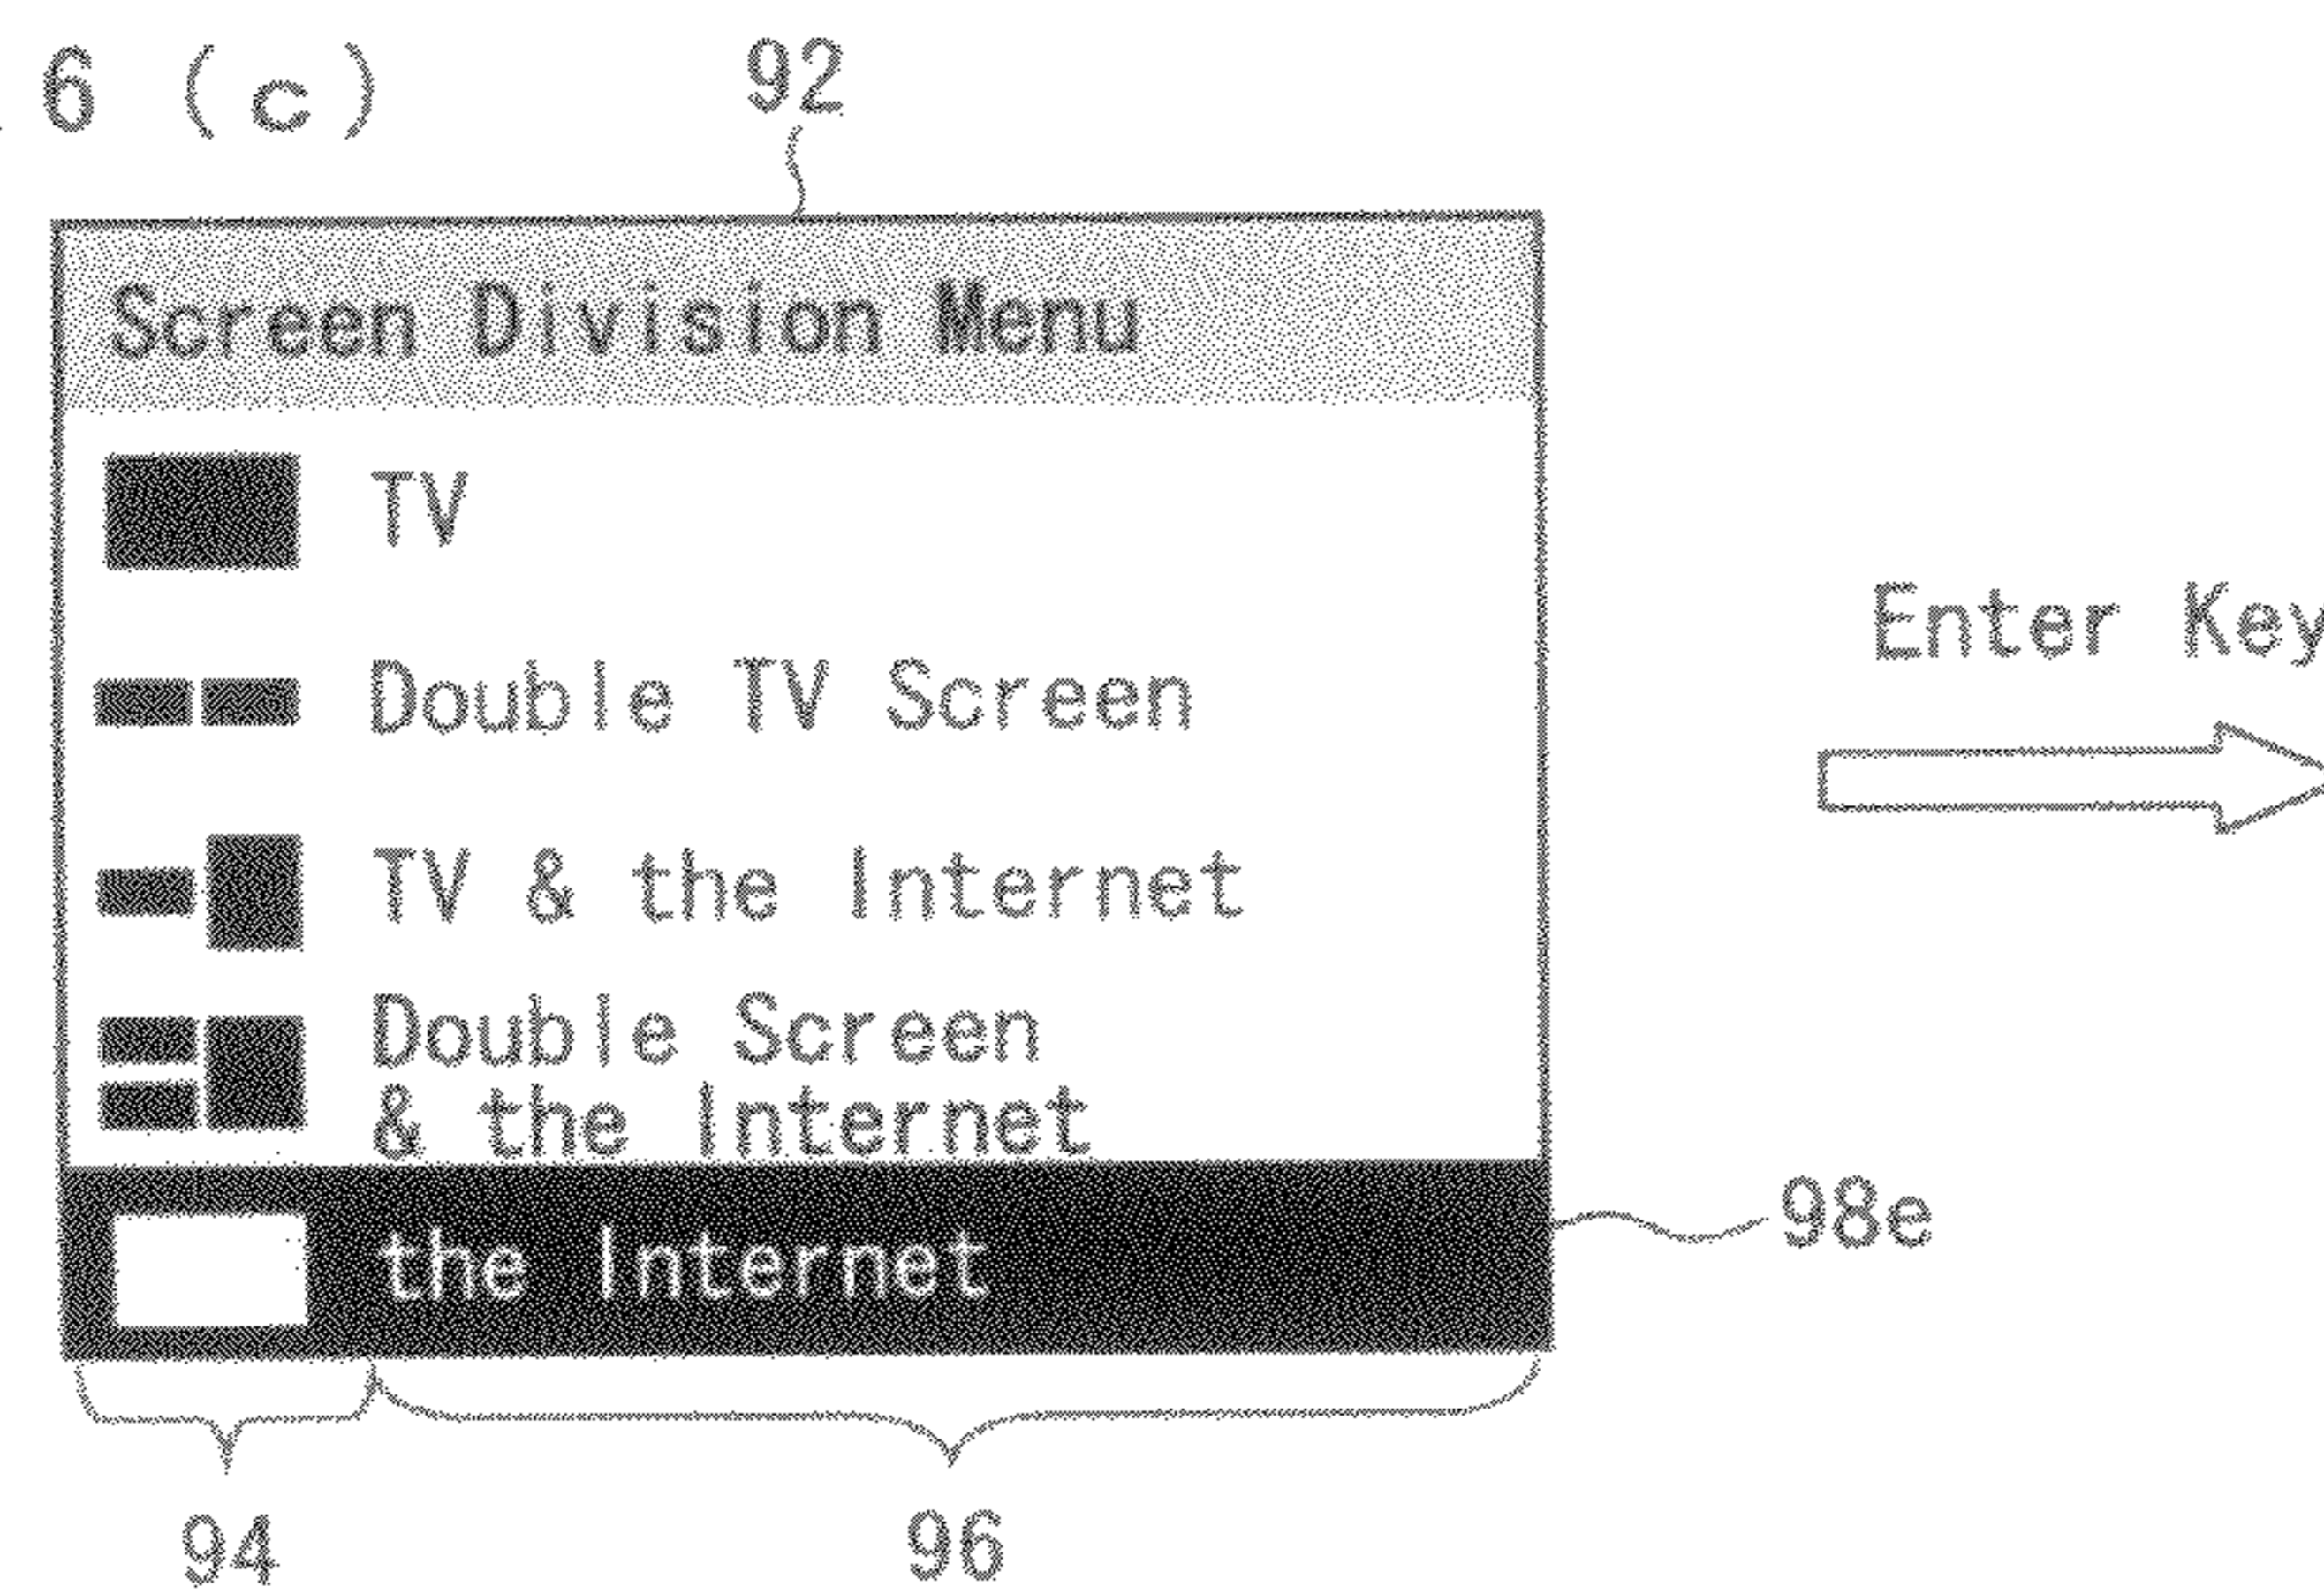 6 (c)
92
Screen Division Menu
TV
Double TV Screen
TV & the Internet
Double Screen
& the Internet
the Internet
Enter Key
98e
94
96